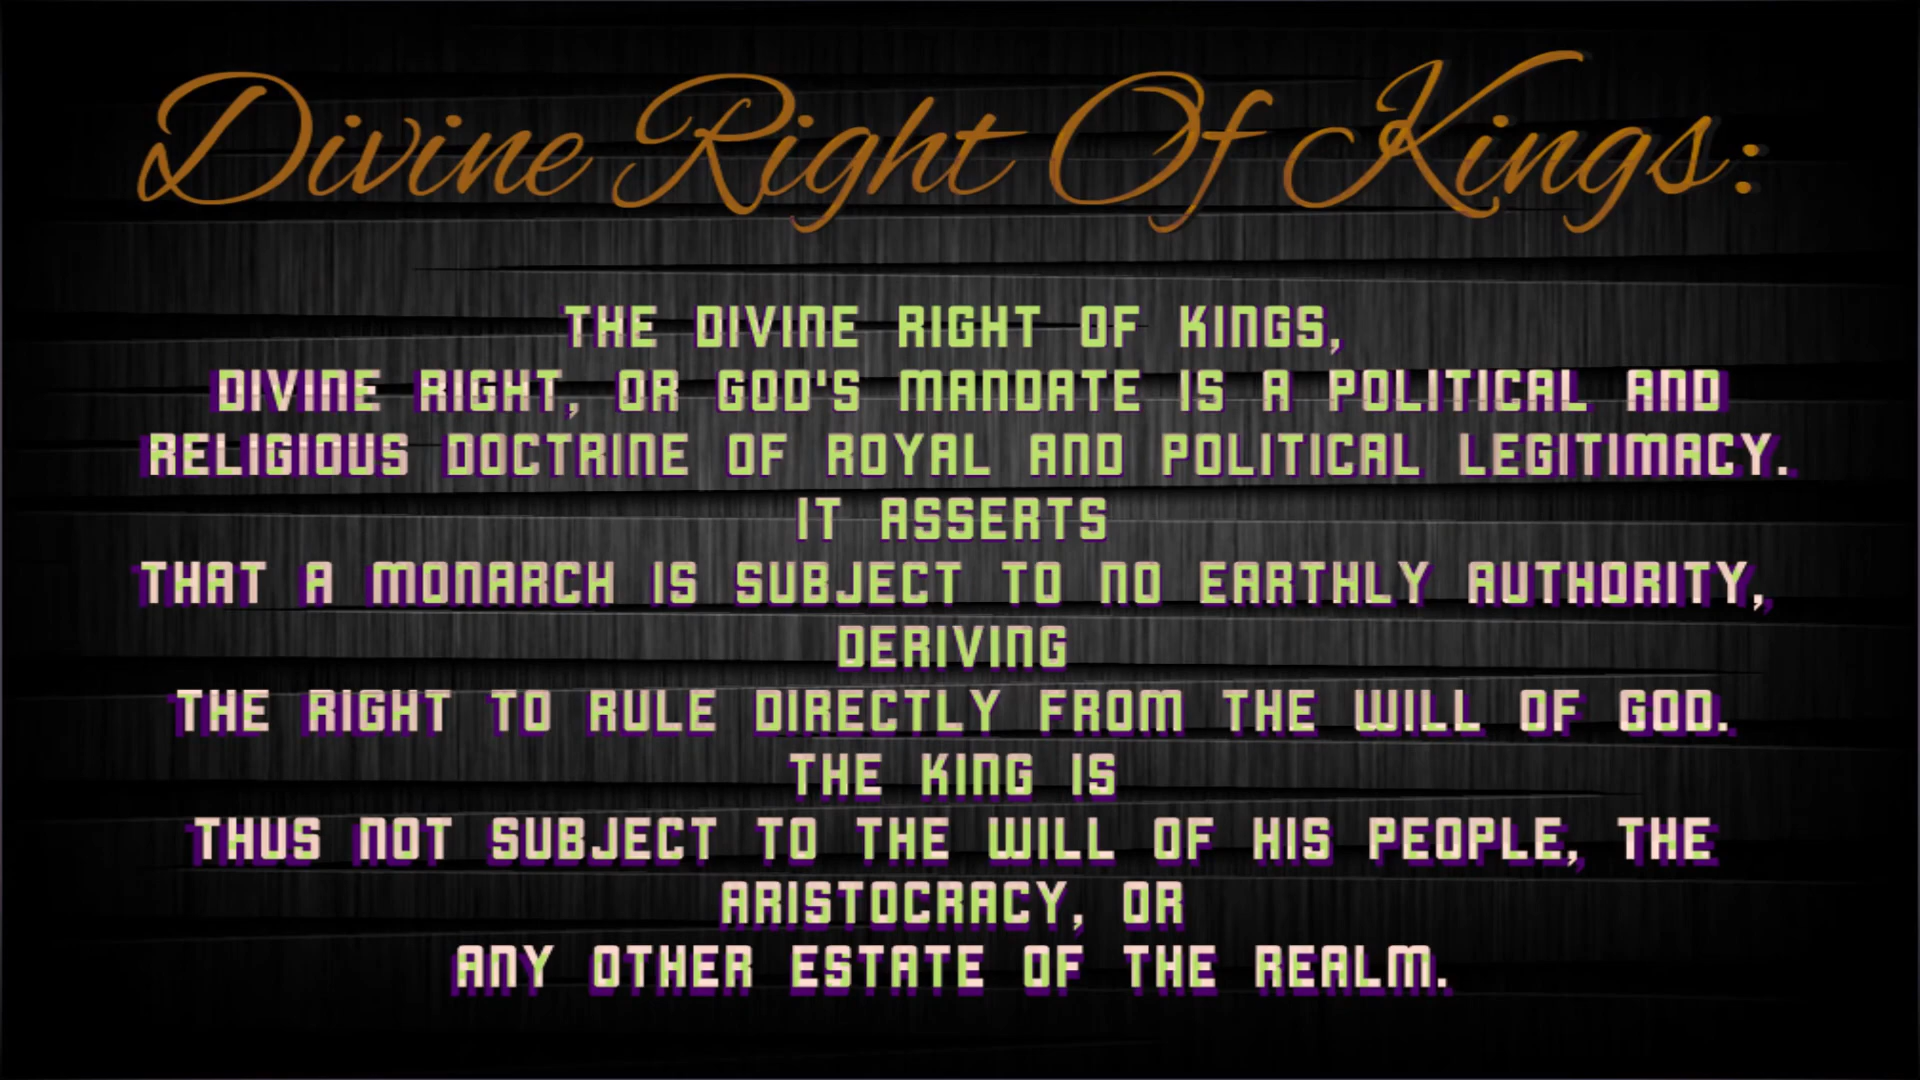 Divine Right Of Kings:
THE DIVINE RIGHT OF KINGS,
DIVINE RIGHT, OR GOD'S MANDATE IS A POLITICAL AND
RELIGIOUS DOCTRINE OF ROYAL AND POLITICAL LEGITIMACY.
IT ASSERTS
THAT A MONARCH IS SUBJECT TO NO EARTHLY AUTHORITY,
DERIVING
THE RIGHT TO RULE DIRECTLY FROM THE WILL OF GOD.
THE KING IS
THUS NOT SUBJECT TO THE WILL OF HIS PEOPLE, THE
ARISTOCRACY, OR
ANY OTHER ESTATE OF THE REALM.